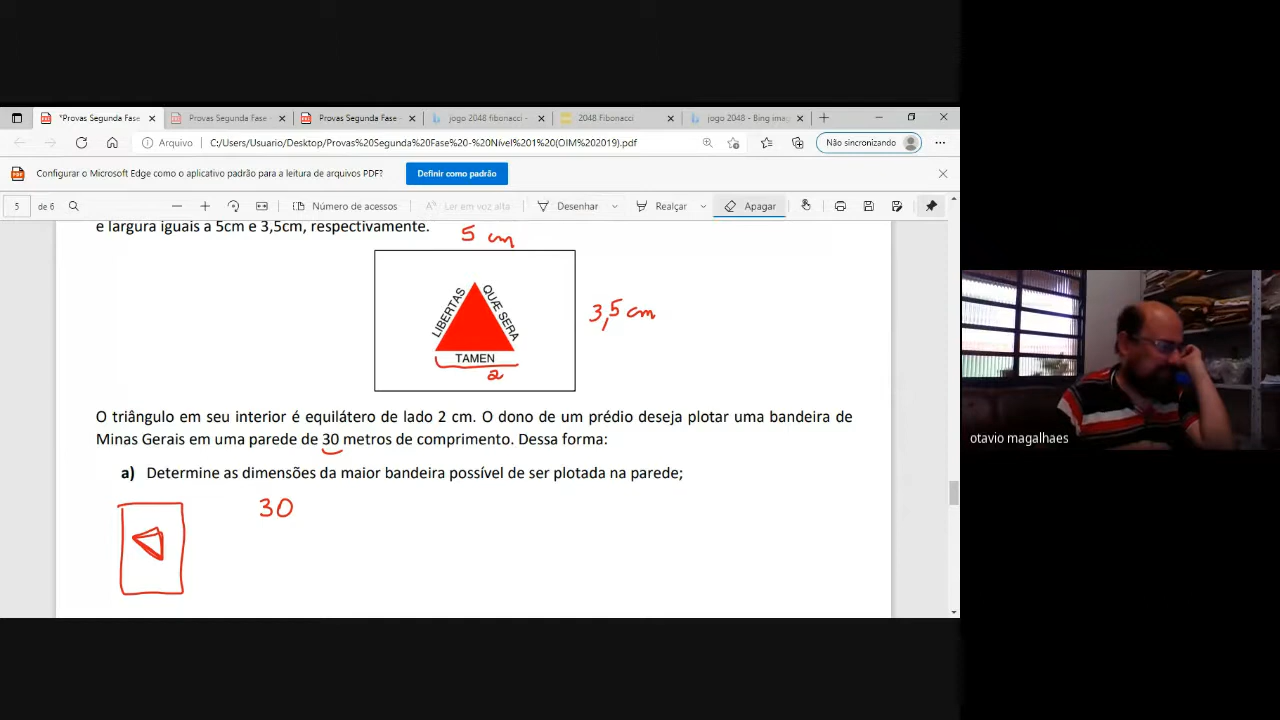 *Provas Segunda Fase
Provas Segunda Fase -
Provas Segunda Fase -
jogo 2048 fibonacci -
2048 Fibonacci
jogo 2048 - Bing imag
Arquivo
C:/Users/Usuario/Desktop/Provas%20Segunda%20Fase%20-%20Nível%201%20(OIM%202019).pdf
Não sincronizando
Configurar o Microsoft Edge como o aplicativo padrão para a leitura de arquivos PDF?
Definir como padrão
5 de 6
Número de acessos
Ler em voz alta
Desenhar
Realçar
Apagar
e largura iguais a 5cm e 3,5cm, respectivamente.
5 cm
LIBERTAS
QUÆ SERA
3,5 cm
TAMEN
2
O triângulo em seu interior é equilátero de lado 2 cm. O dono de um prédio deseja plotar uma bandeira de
Minas Gerais em uma parede de 30 metros de comprimento. Dessa forma:
a) Determine as dimensões da maior bandeira possível de ser plotada na parede;
30
otavio magalhaes